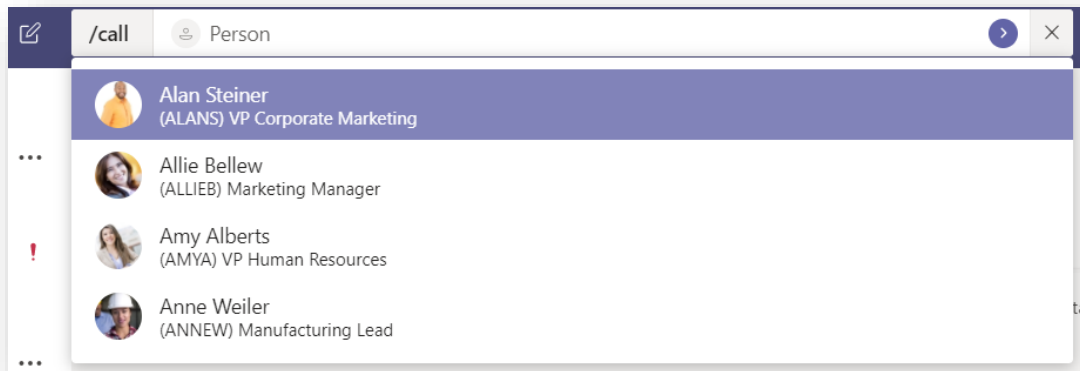 /call Person
Alan Steiner
(ALANS) VP Corporate Marketing
Allie Bellew
(ALLIEB) Marketing Manager
Amy Alberts
(AMYA) VP Human Resources
Anne Weiler
(ANNEW) Manufacturing Lead